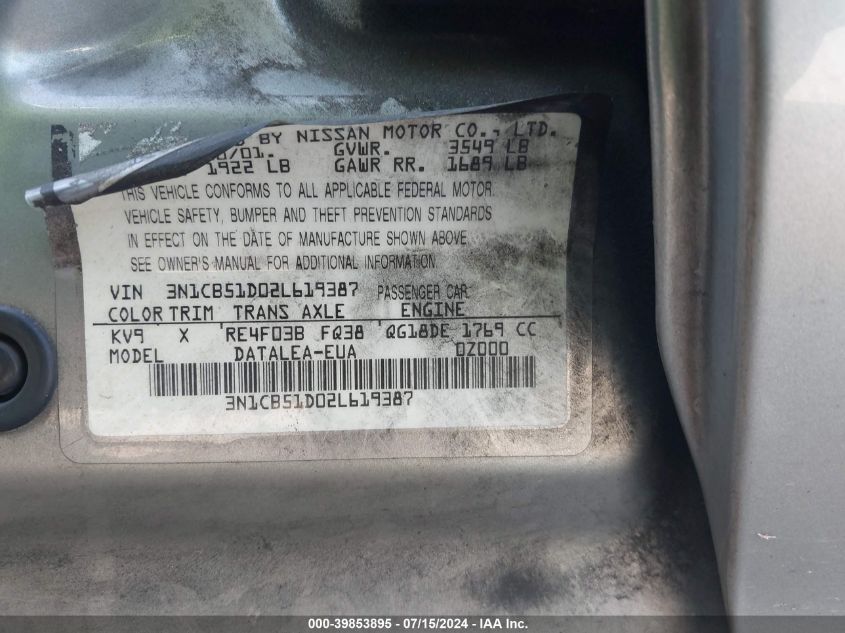 BY NISSAN MOTOR CO., LTD.
/01. GVWR. 3549 LB
1922 LB GAWR RR. 1689 LB
THIS VEHICLE CONFORMS TO ALL APPLICABLE FEDERAL MOTOR
VEHICLE SAFETY, BUMPER AND THEFT PREVENTION STANDARDS
IN EFFECT ON THE DATE OF MANUFACTURE SHOWN ABOVE
SEE OWNER'S MANUAL FOR ADDITIONAL INFORMATION
VIN 3N1CB51D02L619387 PASSENGER CAR
COLOR TRIM TRANS AXLE ENGINE
KV9 X RE4F03B FQ38 QG18DE 1769 CC
MODEL DATALEA-EUA 0Z000
3N1CB51D02L619387
000-39853895 - 07/15/2024 - IAA Inc.